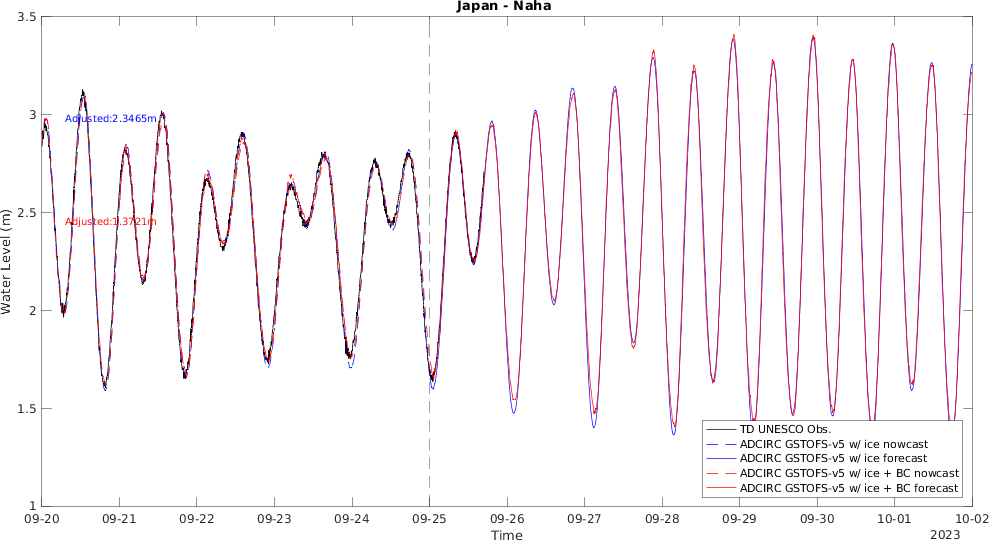 Japan - Naha
3.5
3
2.5
2
1.5
1
Water Level (m)
Adjusted:2.3465m
Adjusted:1.3721m
TD UNESCO Obs.
ADCIRC GSTOFS-v5 w/ ice nowcast
ADCIRC GSTOFS-v5 w/ ice forecast
ADCIRC GSTOFS-v5 w/ ice + BC nowcast
ADCIRC GSTOFS-v5 w/ ice + BC forecast
09-20 09-21 09-22 09-23 09-24 09-25 09-26 09-27 09-28 09-29 09-30 10-01 10-02
Time
2023